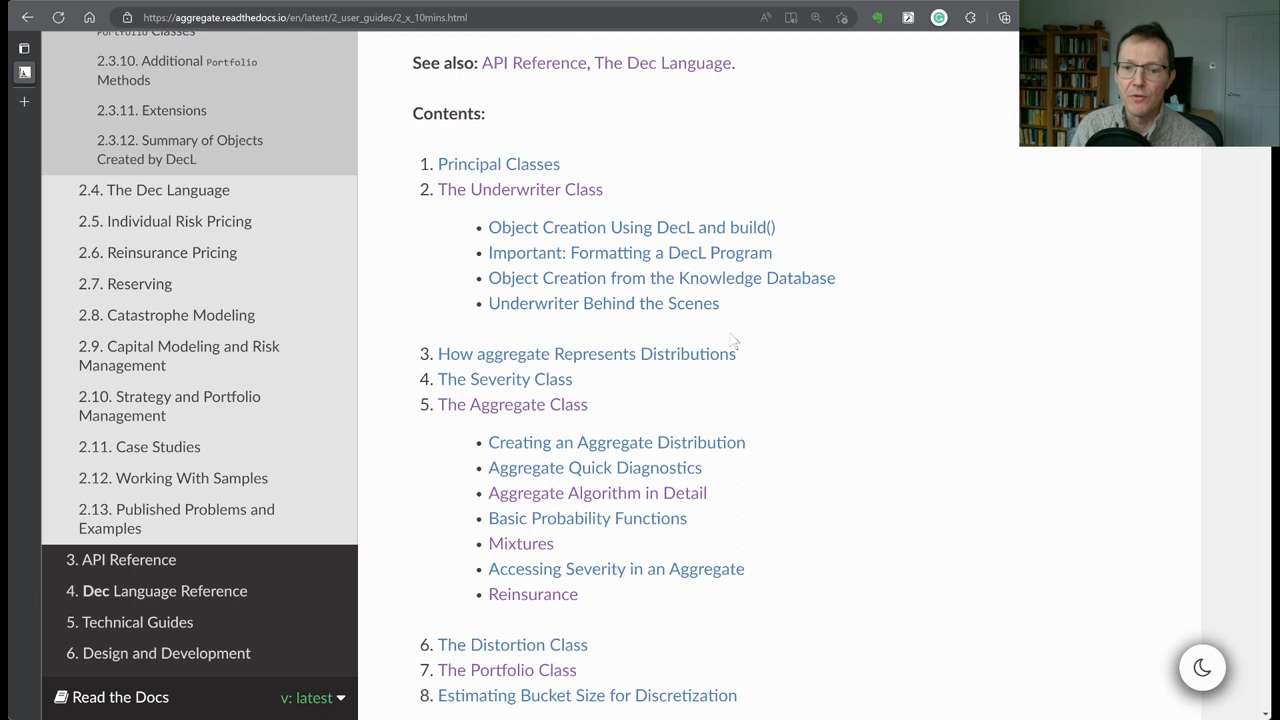 https://aggregate.readthedocs.io/en/latest/2_user_guides/2_x_10mins.html
Portfolio Classes
2.3.10. Additional Portfolio
Methods
2.3.11. Extensions
2.3.12. Summary of Objects
Created by DecL
2.4. The Dec Language
2.5. Individual Risk Pricing
2.6. Reinsurance Pricing
2.7. Reserving
2.8. Catastrophe Modeling
2.9. Capital Modeling and Risk
Management
2.10. Strategy and Portfolio
Management
2.11. Case Studies
2.12. Working With Samples
2.13. Published Problems and
Examples
3. API Reference
4. Dec Language Reference
5. Technical Guides
6. Design and Development
Read the Docs
v: latest
See also: API Reference, The Dec Language.
Contents:
1. Principal Classes
2. The Underwriter Class
• Object Creation Using DecL and build()
• Important: Formatting a DecL Program
• Object Creation from the Knowledge Database
• Underwriter Behind the Scenes
3. How aggregate Represents Distributions
4. The Severity Class
5. The Aggregate Class
• Creating an Aggregate Distribution
• Aggregate Quick Diagnostics
• Aggregate Algorithm in Detail
• Basic Probability Functions
• Mixtures
• Accessing Severity in an Aggregate
• Reinsurance
6. The Distortion Class
7. The Portfolio Class
8. Estimating Bucket Size for Discretization